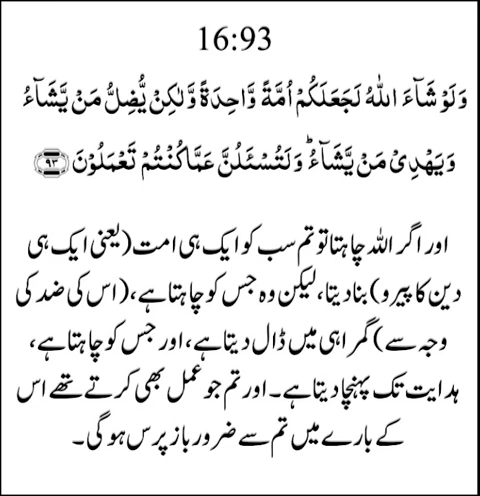 16:93
وَلَوْ شَآءَ اللّٰهُ لَجَعَلَكُمْ اُمَّةً وَّاحِدَةً وَّلٰكِنْ يُّضِلُّ مَنْ يَّشَآءُ
وَيَهْدِىْ مَنْ يَّشَآءُ ؕ وَلَتُسْئَلُنَّ عَمَّا كُنْتُمْ تَعْمَلُوْنَ ﴿۹۳﴾
اور اگر اللہ چاہتا تو تم سب کو ایک ہی امت (یعنی ایک ہی
دین کا پیرو) بنا دیتا، لیکن وہ جس کو چاہتا ہے، (اس کی ضد کی
وجہ سے) گمراہی میں ڈال دیتا ہے، اور جس کو چاہتا ہے،
ہدایت تک پہنچا دیتا ہے۔ اور تم جو عمل بھی کرتے تھے اس
کے بارے میں تم سے ضرور باز پرس ہوگی۔